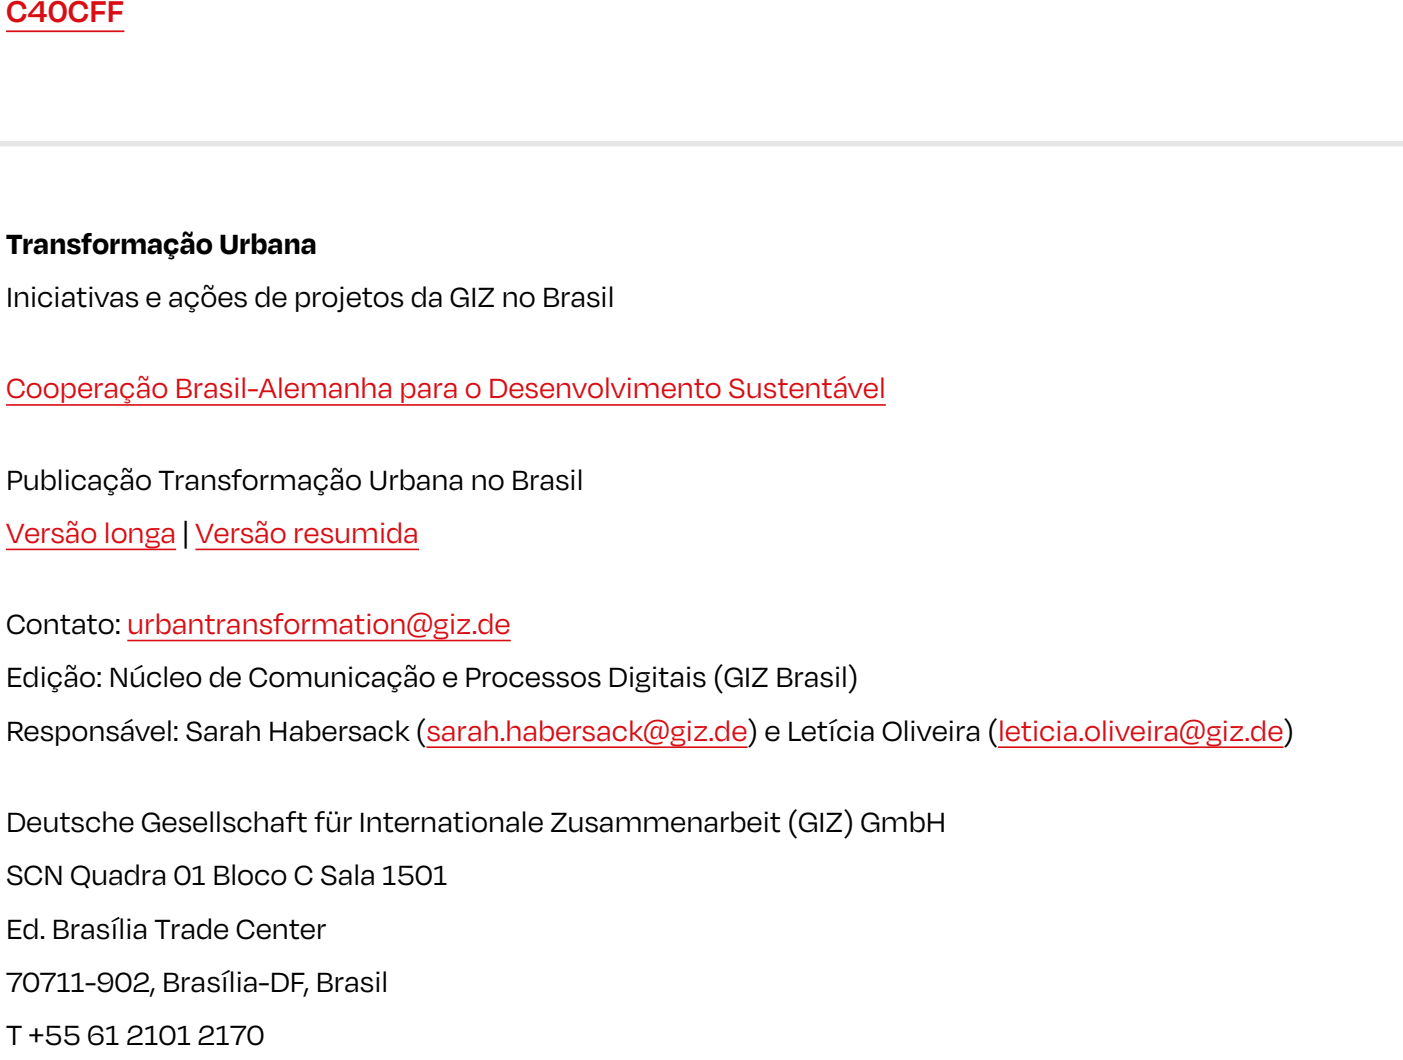 C40CFF
Transformação Urbana
Iniciativas e ações de projetos da GIZ no Brasil
Cooperação Brasil-Alemanha para o Desenvolvimento Sustentável
Publicação Transformação Urbana no Brasil
Versão longa | Versão resumida
Contato: urbantransformation@giz.de
Edição: Núcleo de Comunicação e Processos Digitais (GIZ Brasil)
Responsável: Sarah Habersack (sarah.habersack@giz.de) e Letícia Oliveira (leticia.oliveira@giz.de)
Deutsche Gesellschaft für Internationale Zusammenarbeit (GIZ) GmbH
SCN Quadra 01 Bloco C Sala 1501
Ed. Brasília Trade Center
70711-902, Brasília-DF, Brasil
T +55 61 2101 2170